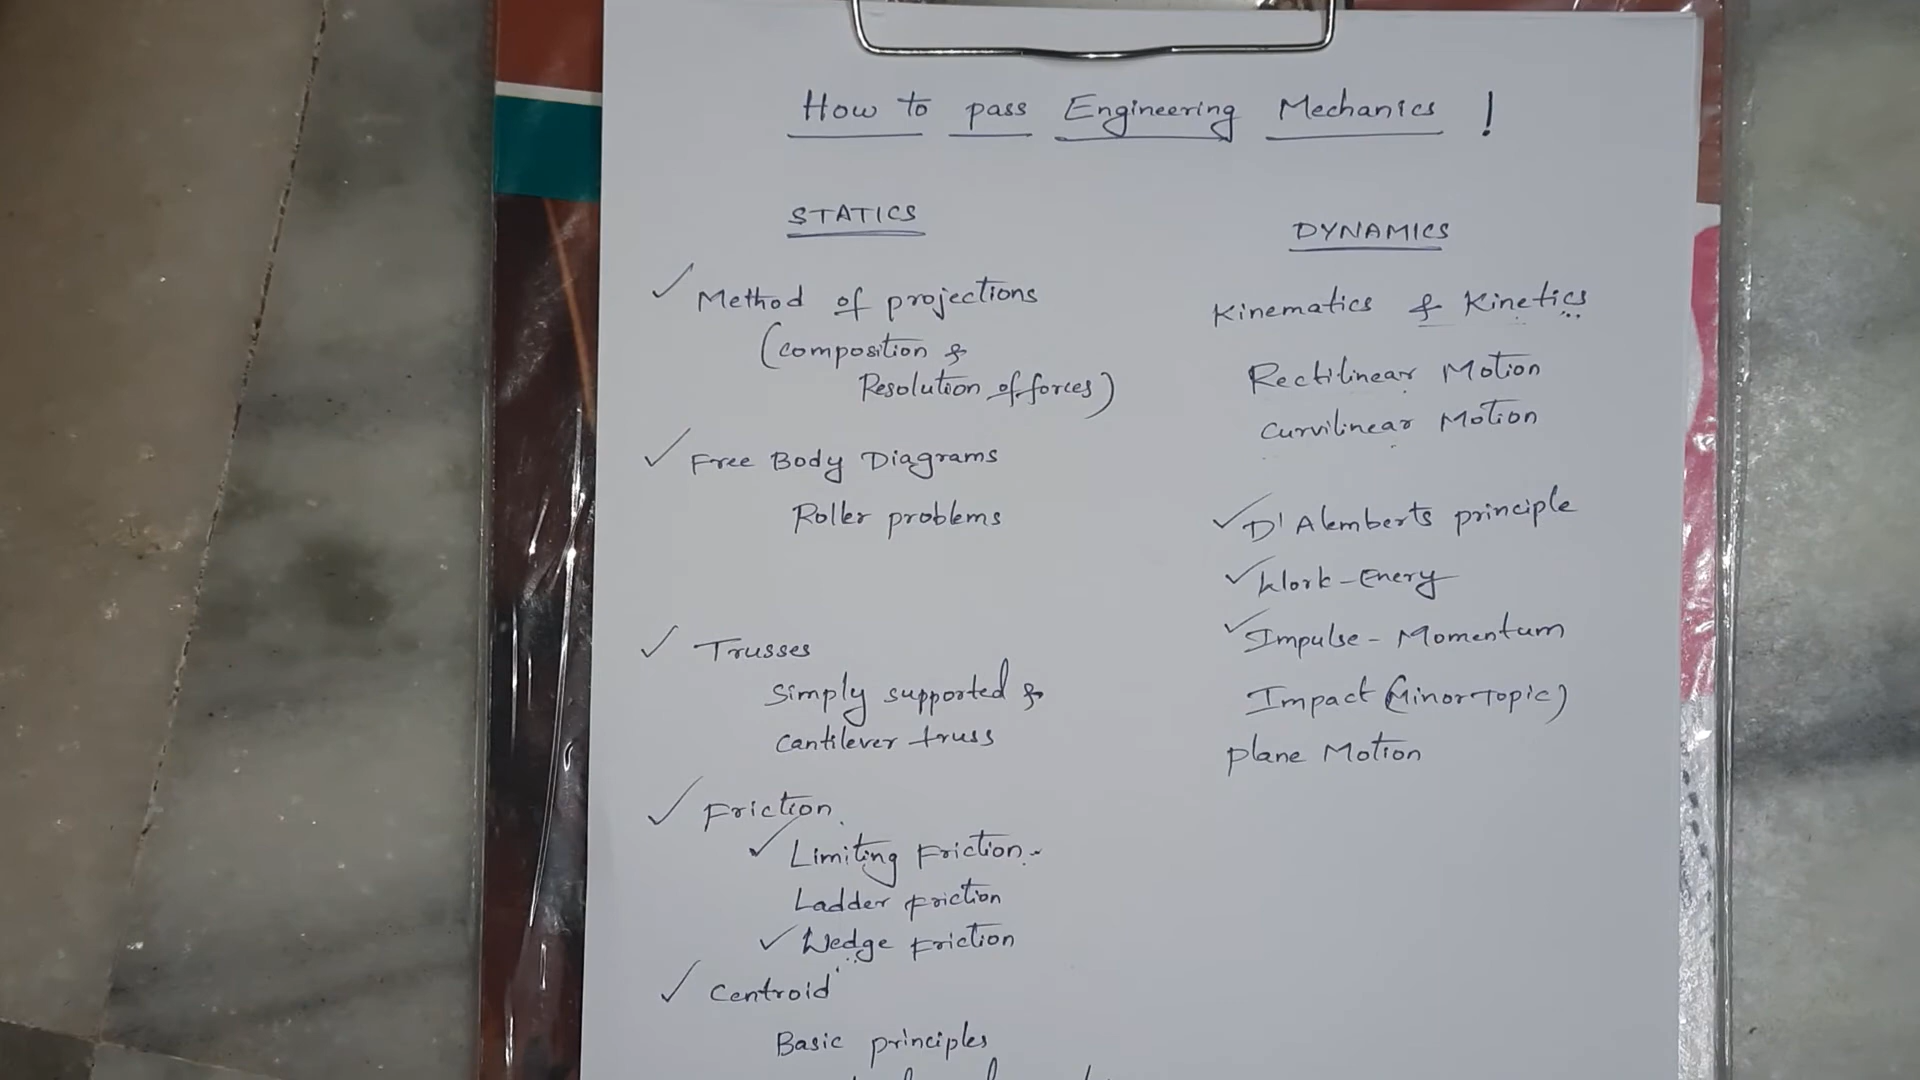 How to pass Engineering Mechanics !
STATICS
✓ Method of projections
(composition &
Resolution of forces)
✓ Free Body Diagrams
Roller problems
✓ Trusses
Simply supported &
Cantilever truss
✓ Friction.
✓ Limiting Friction.
Ladder friction
✓ Wedge Friction
✓ Centroid
Basic principles
DYNAMICS
Kinematics & Kinetics
Rectilinear Motion
Curvilinear Motion
✓ D'Alemberts principle
✓ Work-Enery
✓ Impulse - Momentum
Impact (Minor Topic)
plane Motion